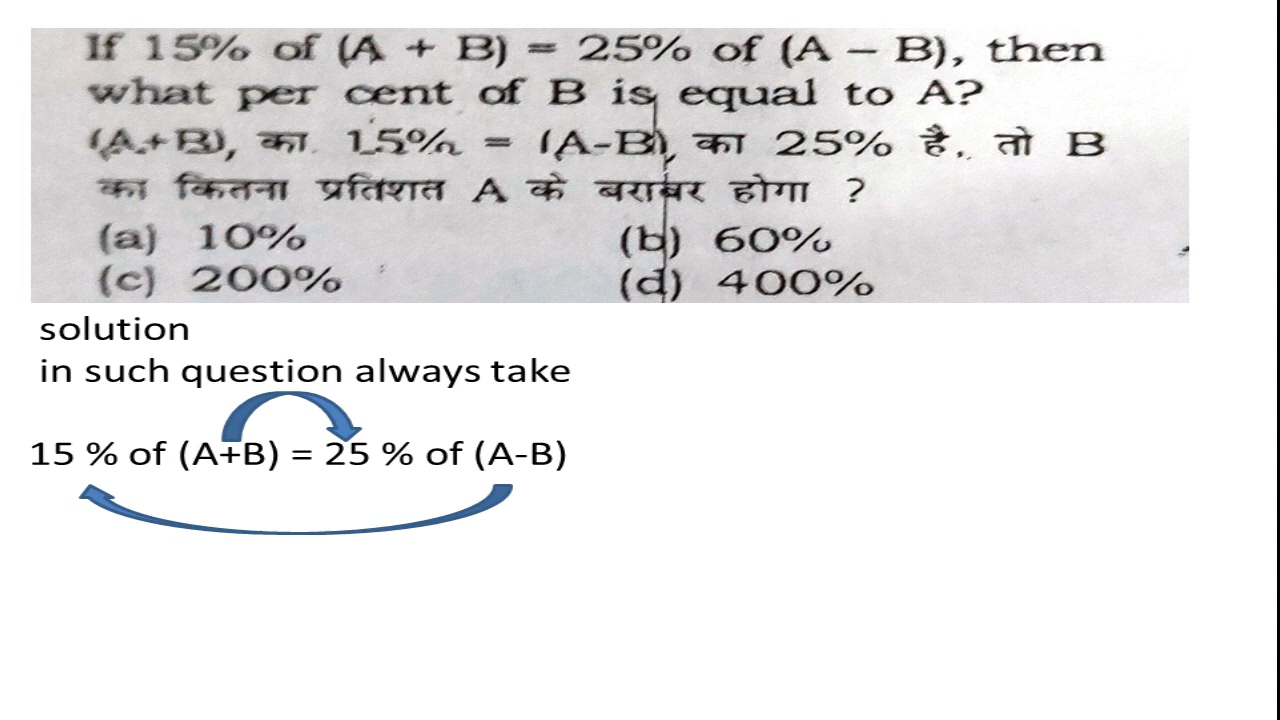 If 15% of (A + B) = 25% of (A – B), then
what per cent of B is equal to A?
(A+B), का 15% = (A-B), का 25% है, तो B
का कितना प्रतिशत A के बराबर होगा ?
(a) 10% (b) 60%
(c) 200% (d) 400%
solution
in such question always take
15 % of (A+B) = 25 % of (A-B)